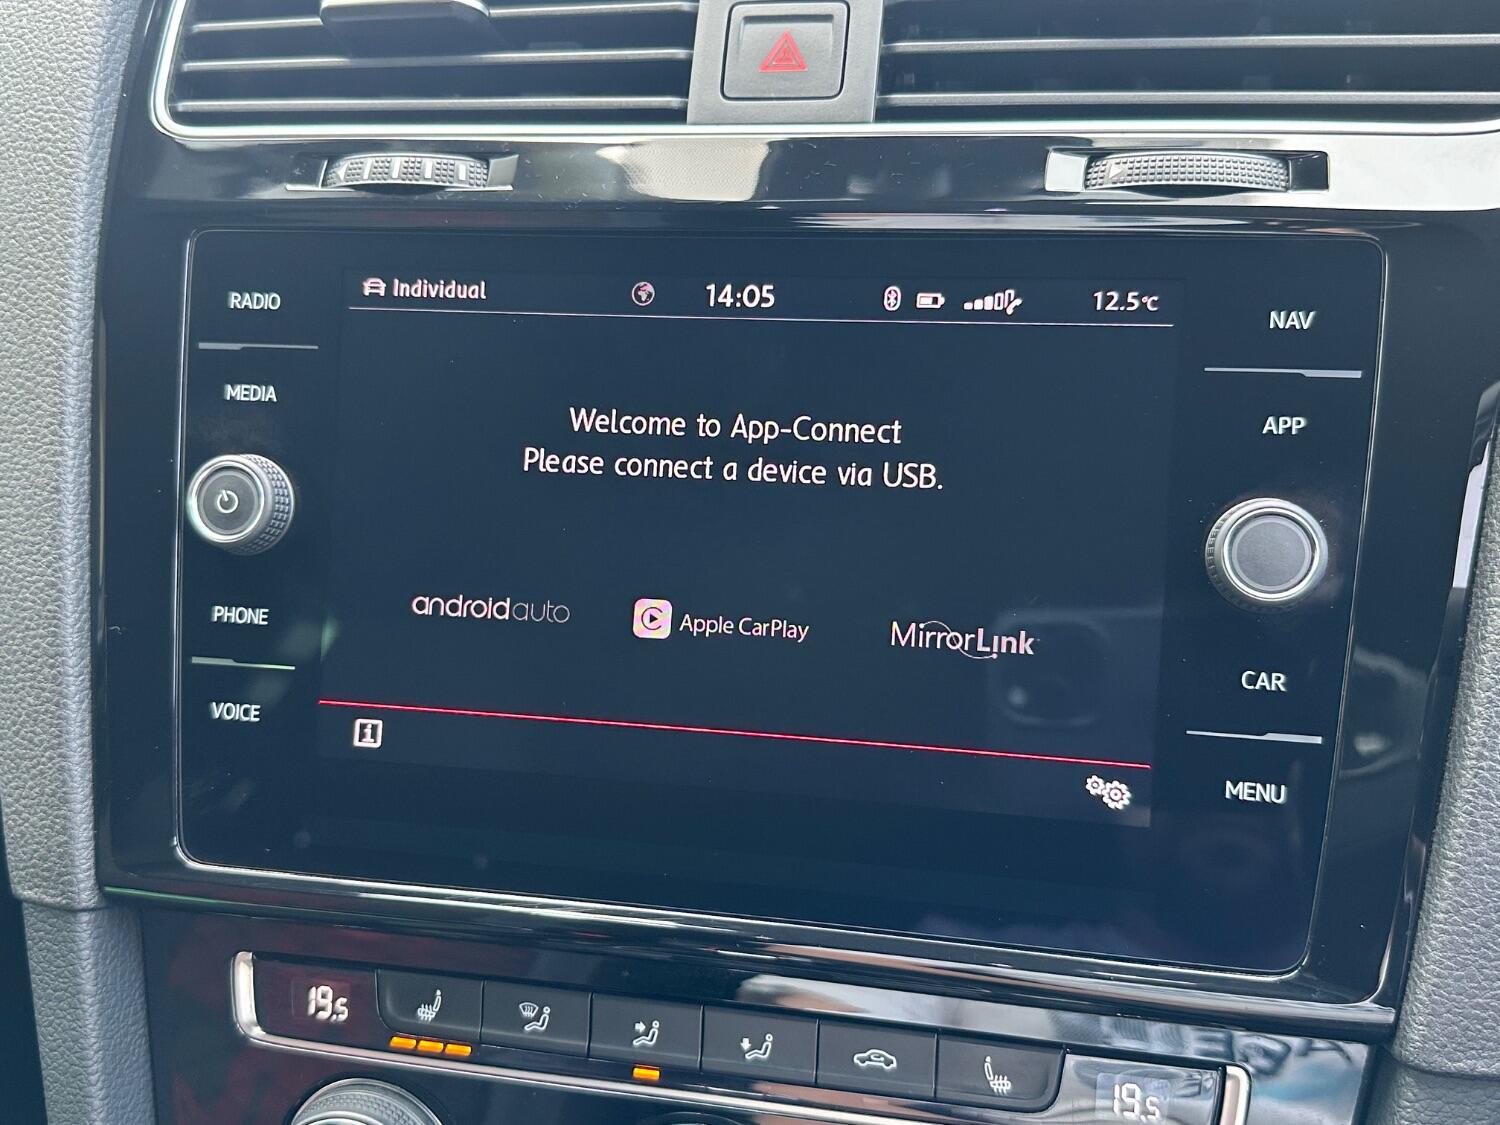 Individual 14:05 12.5°C
RADIO
MEDIA
PHONE
VOICE
NAV
APP
CAR
MENU
Welcome to App-Connect
Please connect a device via USB.
androidauto Apple CarPlay MirrorLink
19.5
19.5